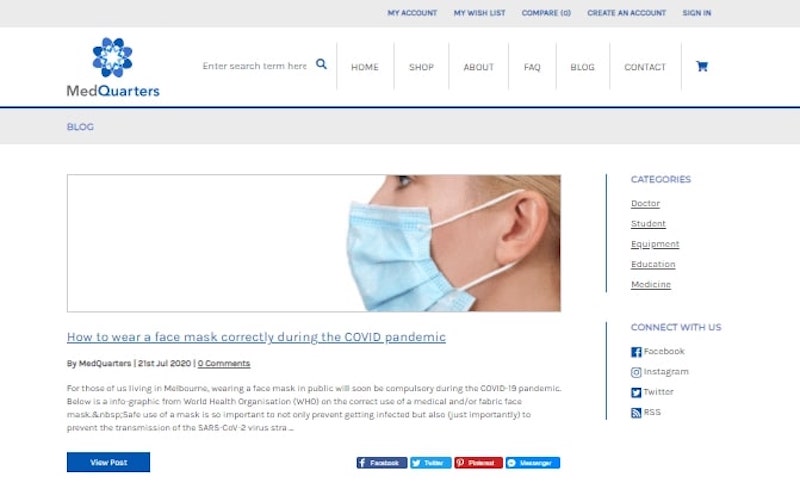 MY ACCOUNT MY WISH LIST COMPARE (0) CREATE AN ACCOUNT SIGN IN
MedQuarters
Enter search term here HOME SHOP ABOUT FAQ BLOG CONTACT
BLOG
How to wear a face mask correctly during the COVID pandemic
By MedQuarters | 21st Jul 2020 | 0 Comments
For those of us living in Melbourne, wearing a face mask in public will soon be compulsory during the COVID-19 pandemic.
Below is a info-graphic from World Health Organisation (WHO) on the correct use of a medical and/or fabric face
mask.&nbsp;Safe use of a mask is so important to not only prevent getting infected but also (just importantly) to
prevent the transmission of the SARS-CoV-2 virus stra ...
View Post
Facebook Twitter Pinterest Messenger
CATEGORIES
Doctor
Student
Equipment
Education
Medicine
CONNECT WITH US
Facebook
Instagram
Twitter
RSS